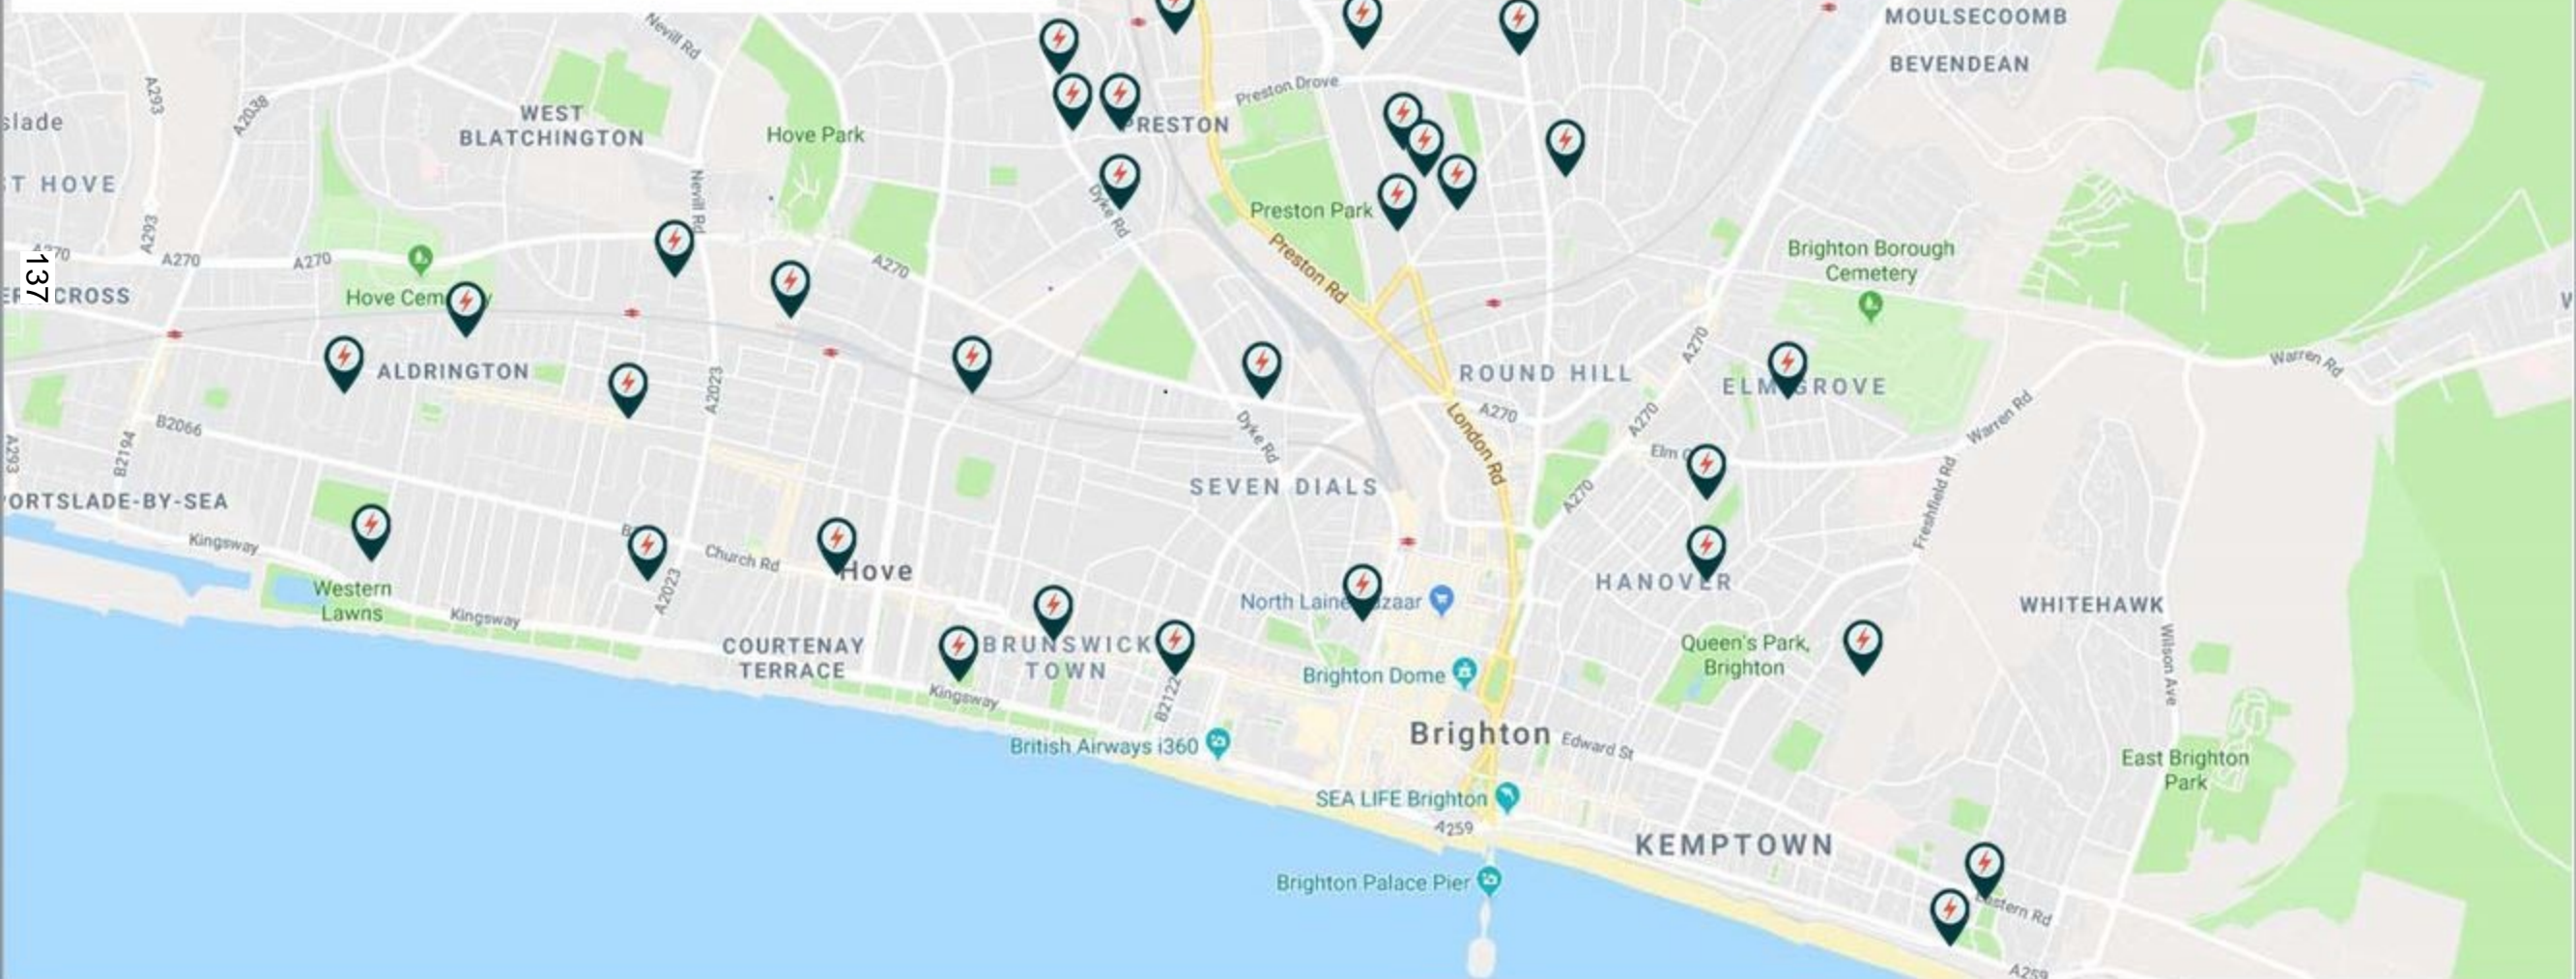 Nevill Rd
MOULSECOOMB
BEVENDEAN
A293
A2038
WEST
BLATCHINGTON
Hove Park
PRESTON
Preston Drove
slade
T HOVE
Nevill Rd
Dyke Rd
Preston Park
A293
A270
A270
A270
A270
Preston Rd
Brighton Borough
Cemetery
137
CROSS
Hove Cem
ALDRINGTON
A2023
ROUND HILL
A270
ELM GROVE
Warren Rd
Warren Rd
B2066
B2194
A293
Dyke Rd
London Rd
A270
A270
A270
Elm
SEVEN DIALS
PORTSLADE-BY-SEA
Freshfield Rd
Kingsway
Church Rd
Hove
A2023
Western
Lawns
Kingsway
North Laine
HANOVER
WHITEHAWK
COURTENAY
TERRACE
BRUNSWICK
TOWN
Kingsway
B2122
Brighton Dome
Queen's Park,
Brighton
Wilson Ave
British Airways i360
Brighton
Edward St
East Brighton
Park
SEA LIFE Brighton
A259
KEMPTOWN
Brighton Palace Pier
Eastern Rd
A259